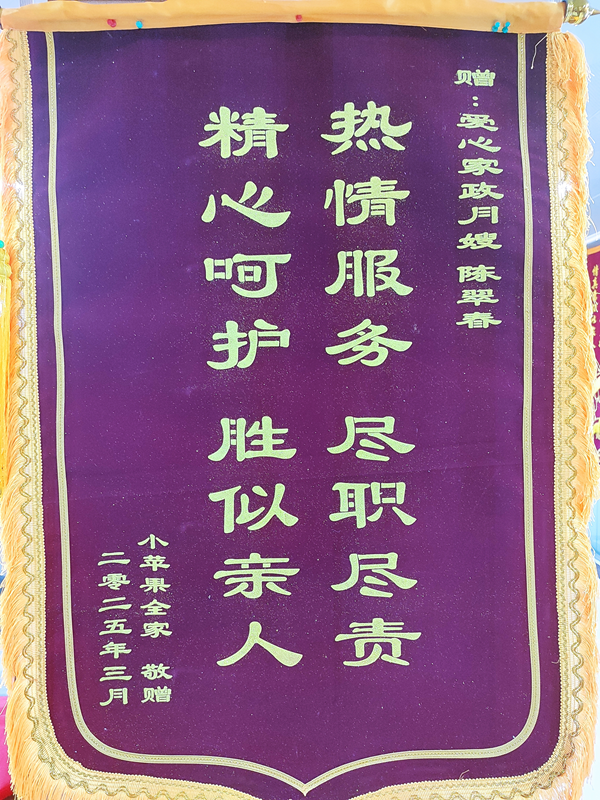 赠：爱心家政月嫂 陈翠春
热情服务 尽职尽责
精心呵护 胜似亲人
小苹果全家 敬赠
二零二五年三月